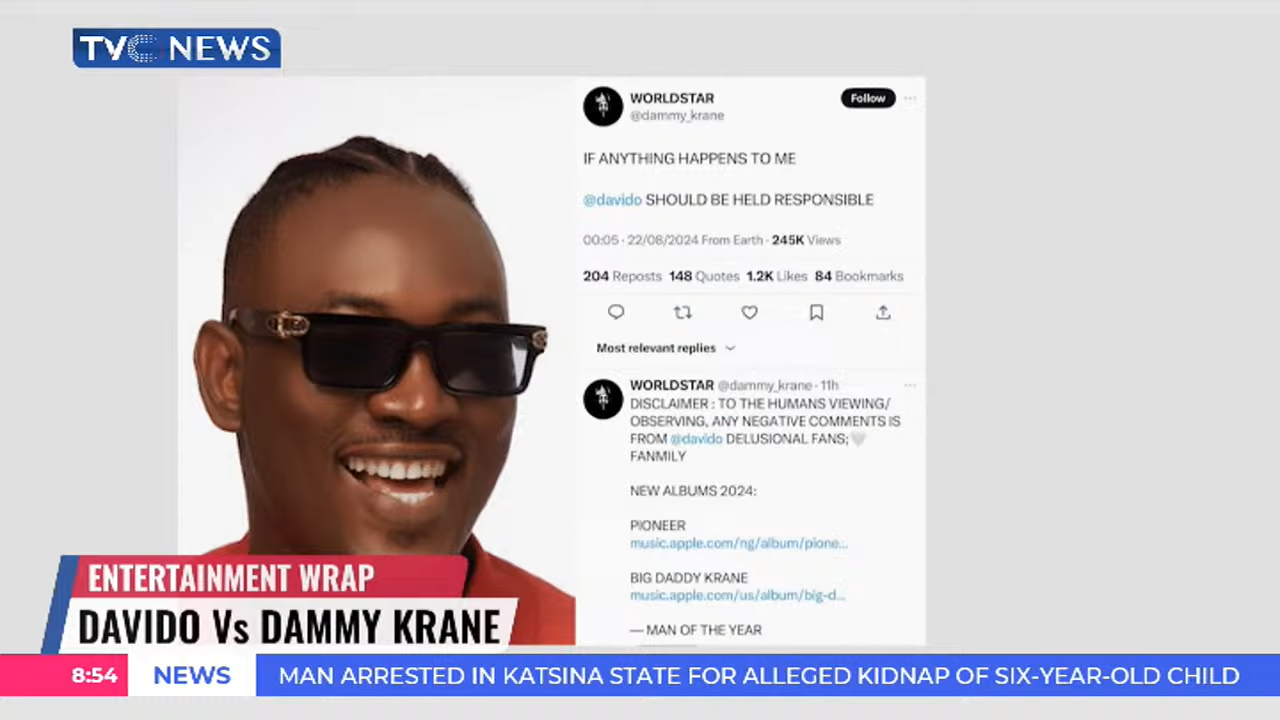 TVC NEWS
WORLDSTAR
@dammy_krane
Follow
IF ANYTHING HAPPENS TO ME
@davido SHOULD BE HELD RESPONSIBLE
00:05 · 22/08/2024 From Earth · 245K Views
204 Reposts 148 Quotes 1.2K Likes 84 Bookmarks
Most relevant replies
WORLDSTAR @dammy_krane · 11h
DISCLAIMER : TO THE HUMANS VIEWING/
OBSERVING, ANY NEGATIVE COMMENTS IS
FROM @davido DELUSIONAL FANS;🤍
FANMILY
NEW ALBUMS 2024:
PIONEER
music.apple.com/ng/album/pione...
BIG DADDY KRANE
music.apple.com/us/album/big-d...
— MAN OF THE YEAR
ENTERTAINMENT WRAP
DAVIDO Vs DAMMY KRANE
8:54 NEWS MAN ARRESTED IN KATSINA STATE FOR ALLEGED KIDNAP OF SIX-YEAR-OLD CHILD